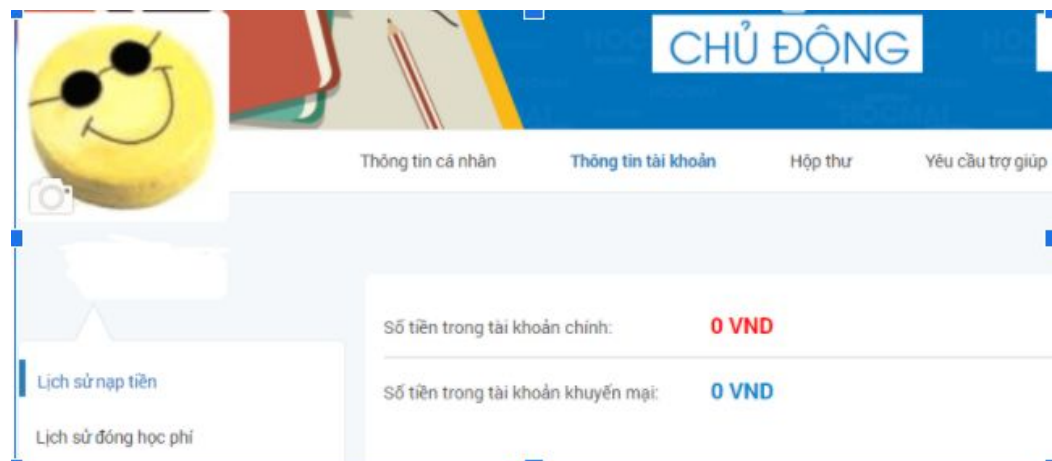 CHỦ ĐỘNG
Thông tin cá nhân Thông tin tài khoản Hộp thư Yêu cầu trợ giúp
Số tiền trong tài khoản chính: 0 VND
Lịch sử nạp tiền
Số tiền trong tài khoản khuyến mại: 0 VND
Lịch sử đóng học phí